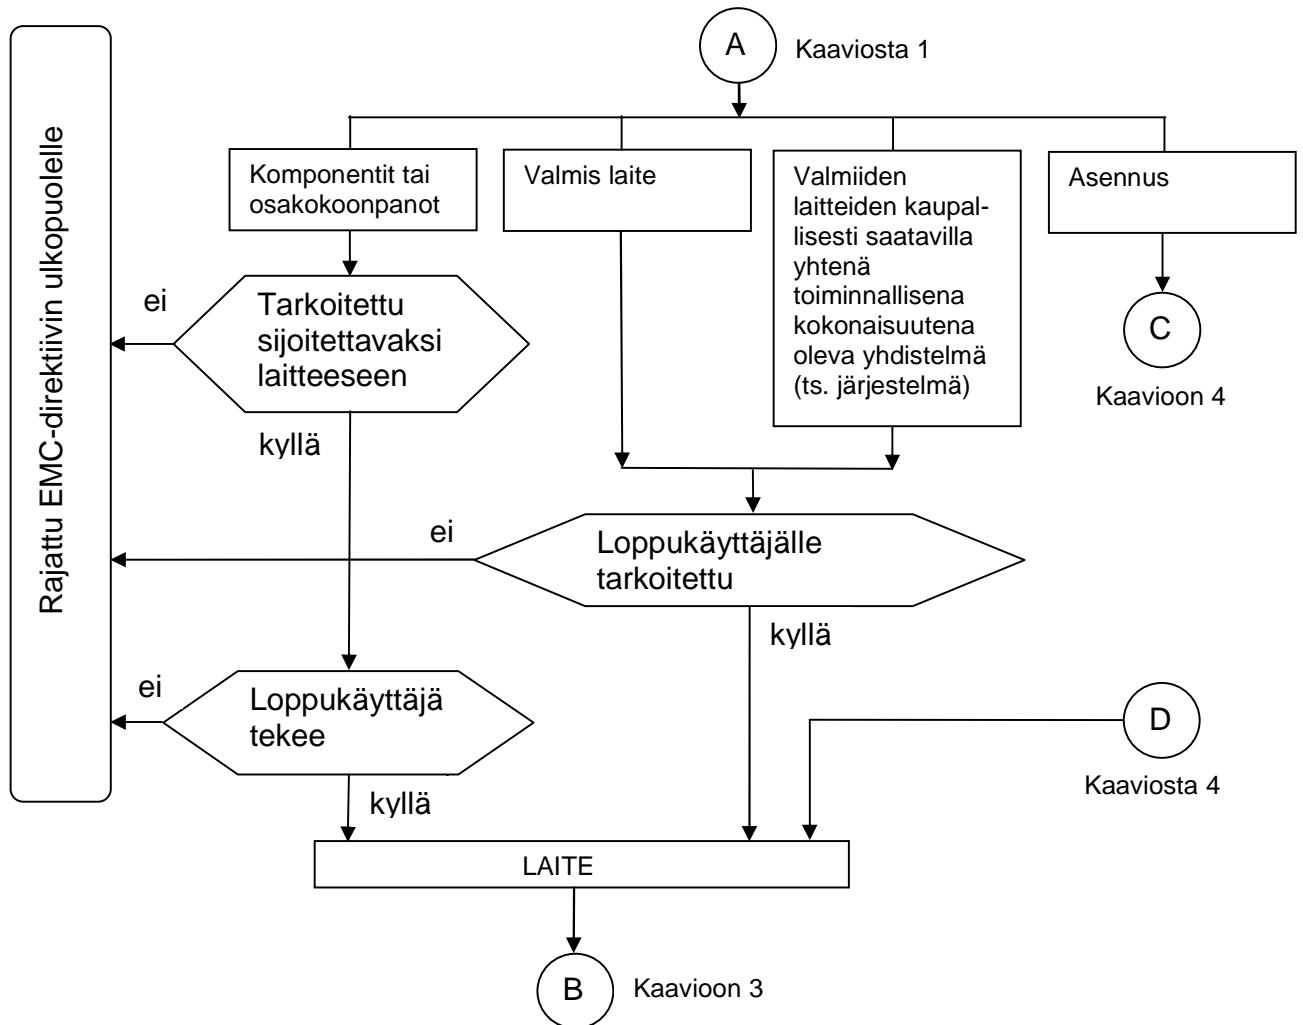 A
Kaaviosta 1
Rajattu EMC-direktiivin ulkopuolelle
Komponentit tai
osakokoonpanot
Valmis laite
Valmiiden
laitteiden kaupal-
lisesti saatavilla
yhtenä
toiminnallisena
kokonaisuutena
oleva yhdistelmä
(ts. järjestelmä)
Asennus
ei
Tarkoitettu
sijoitettavaksi
laitteeseen
C
Kaavioon 4
kyllä
ei
Loppukäyttäjälle
tarkoitettu
kyllä
ei
Loppukäyttäjä
tekee
D
Kaaviosta 4
kyllä
LAITE
B
Kaavioon 3